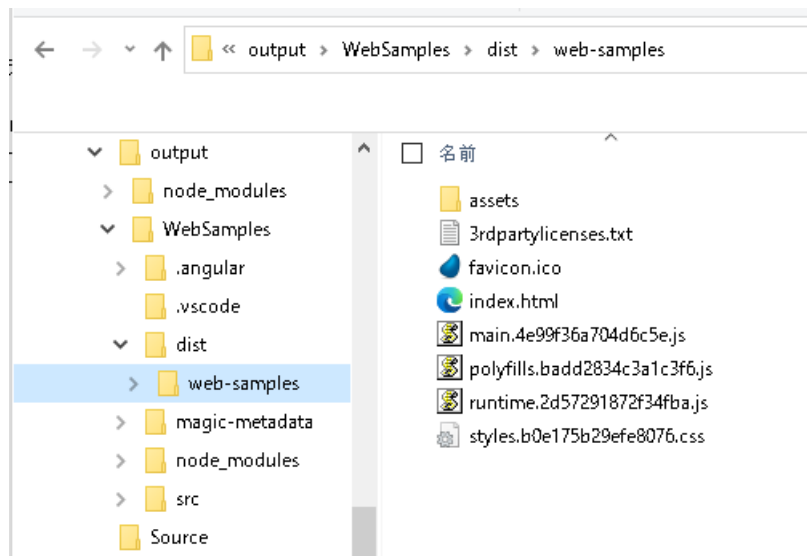 « output > WebSamples > dist > web-samples
output
node_modules
WebSamples
.angular
.vscode
dist
web-samples
magic-metadata
node_modules
src
Source
名前
assets
3rdpartylicenses.txt
favicon.ico
index.html
main.4e99f36a704d6c5e.js
polyfills.badd2834c3a1c3f6.js
runtime.2d57291872f34fba.js
styles.b0e175b29efe8076.css